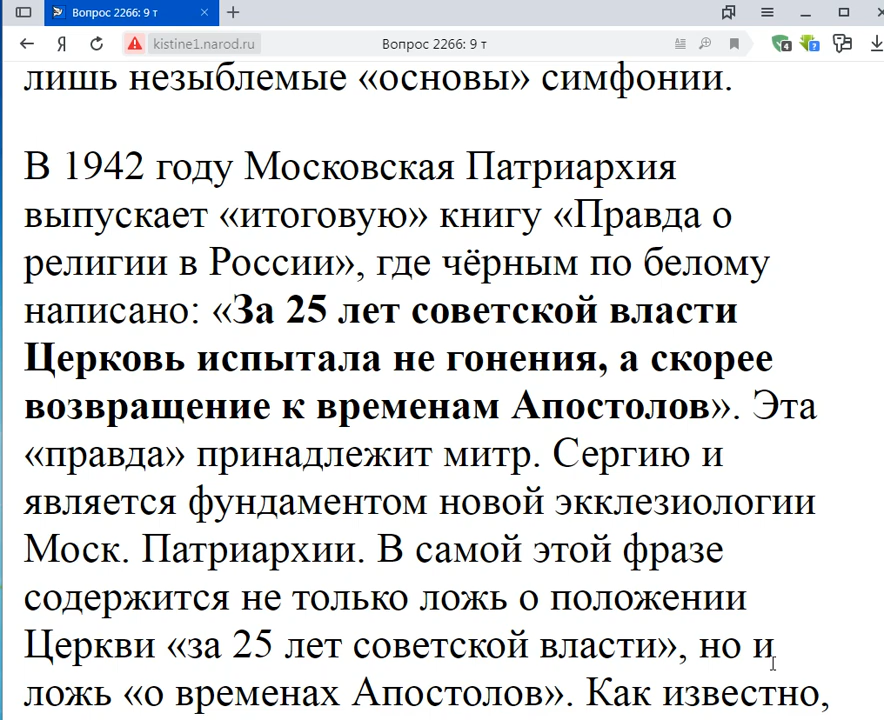 Вопрос 2266: 9 т
kistine1.narod.ru
Вопрос 2266: 9 т
лишь незыблемые «основы» симфонии.
В 1942 году Московская Патриархия
выпускает «итоговую» книгу «Правда о
религии в России», где чёрным по белому
написано: «За 25 лет советской власти
Церковь испытала не гонения, а скорее
возвращение к временам Апостолов». Эта
«правда» принадлежит митр. Сергию и
является фундаментом новой экклезиологии
Моск. Патриархии. В самой этой фразе
содержится не только ложь о положении
Церкви «за 25 лет советской власти», но и
ложь «о временах Апостолов». Как известно,